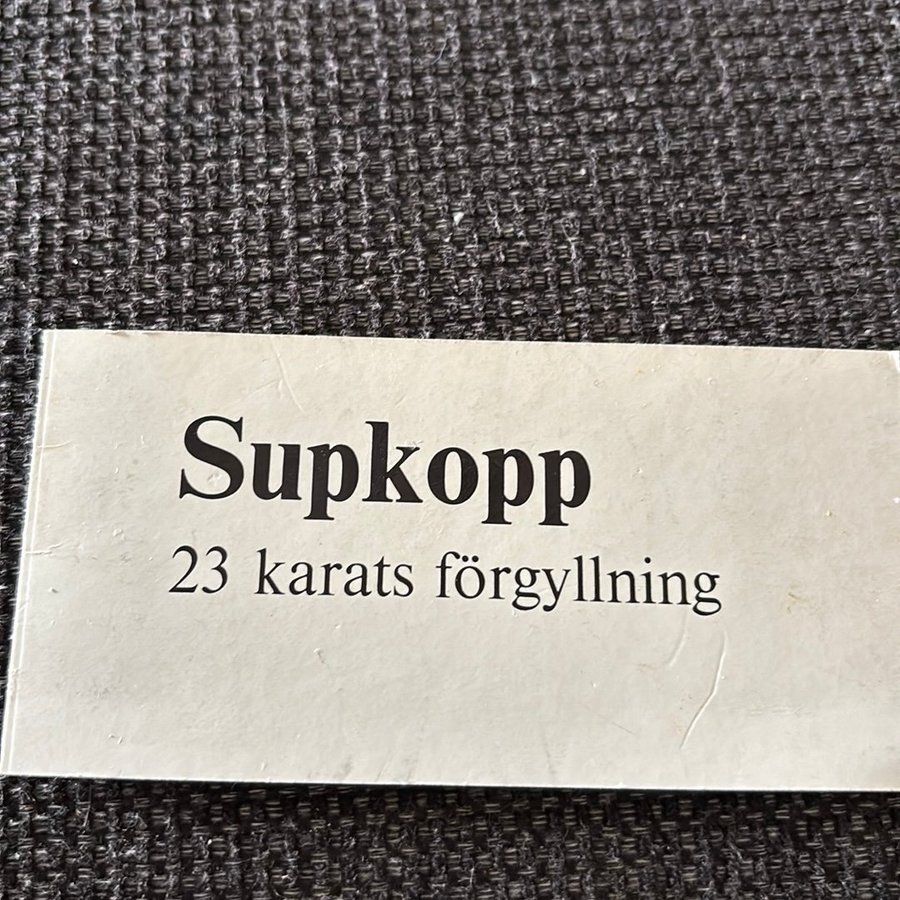 Supkopp
23 karats förgyllning